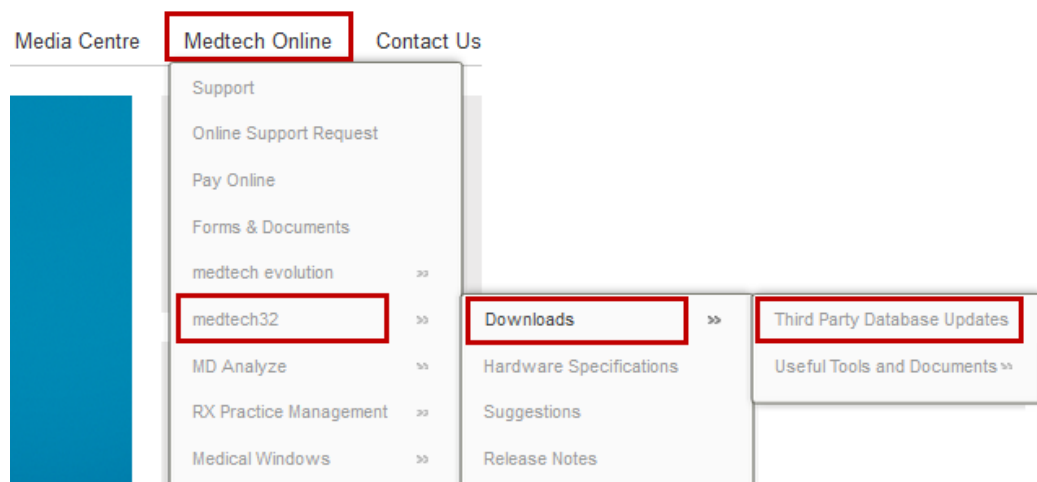 Media Centre Medtech Online Contact Us
Support
Online Support Request
Pay Online
Forms & Documents
medtech evolution »
medtech32 »
MD Analyze »
RX Practice Management »
Medical Windows »
Downloads »
Hardware Specifications
Suggestions
Release Notes
Third Party Database Updates
Useful Tools and Documents »